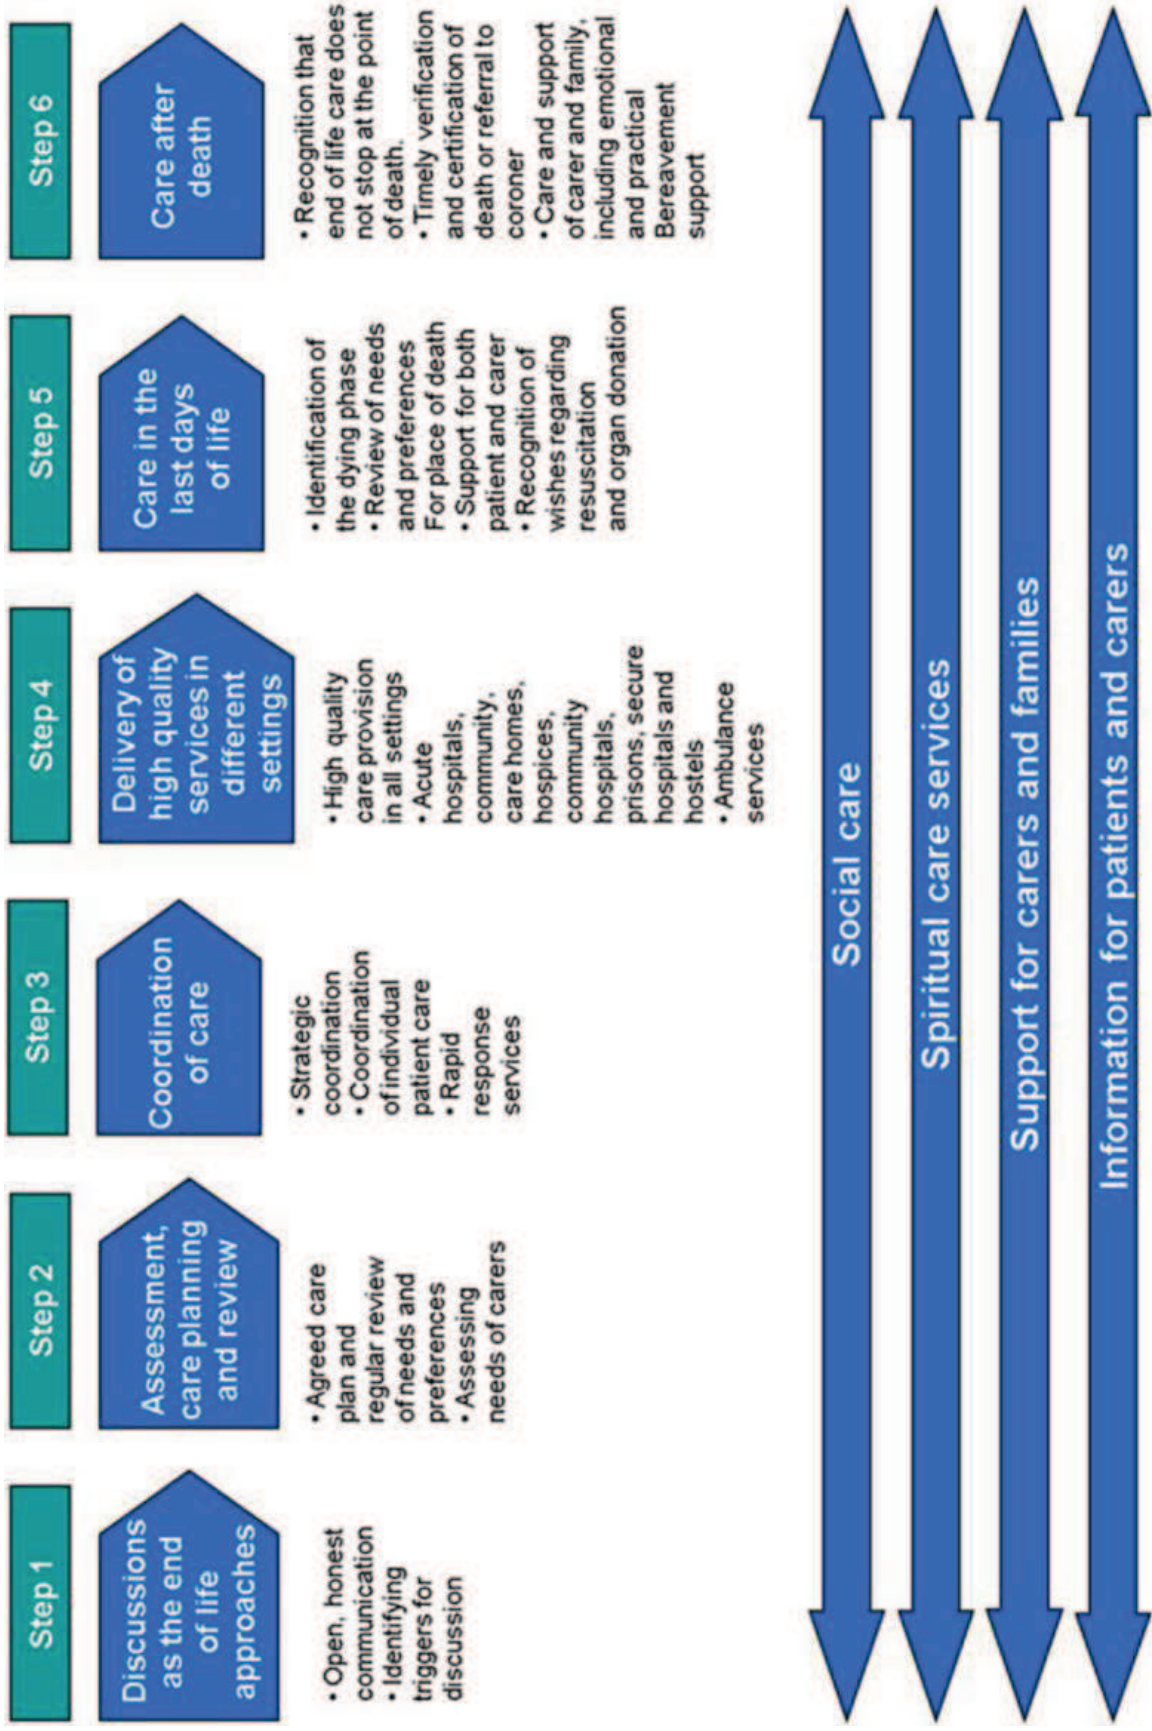 Step 1
Discussions
as the end
of life
approaches
• Open, honest
communication
• Identifying
triggers for
discussion
Step 2
Assessment,
care planning
and review
• Agreed care
plan and
regular review
of needs and
preferences
• Assessing
needs of carers
Step 3
Coordination
of care
• Strategic
coordination
• Coordination
of individual
patient care
• Rapid
response
services
Step 4
Delivery of
high quality
services in
different
settings
• High quality
care provision
in all settings
• Acute
hospitals,
community,
care homes,
hospices,
community
hospitals,
prisons, secure
hospitals and
hostels
• Ambulance
services
Step 5
Care in the
last days
of life
• Identification of
the dying phase
• Review of needs
and preferences
For place of death
• Support for both
patient and carer
• Recognition of
wishes regarding
resuscitation
and organ donation
Step 6
Care after
death
• Recognition that
end of life care does
not stop at the point
of death.
• Timely verification
and certification of
death or referral to
coroner
• Care and support
of carer and family,
including emotional
and practical
Bereavement
support
Social care
Spiritual care services
Support for carers and families
Information for patients and carers